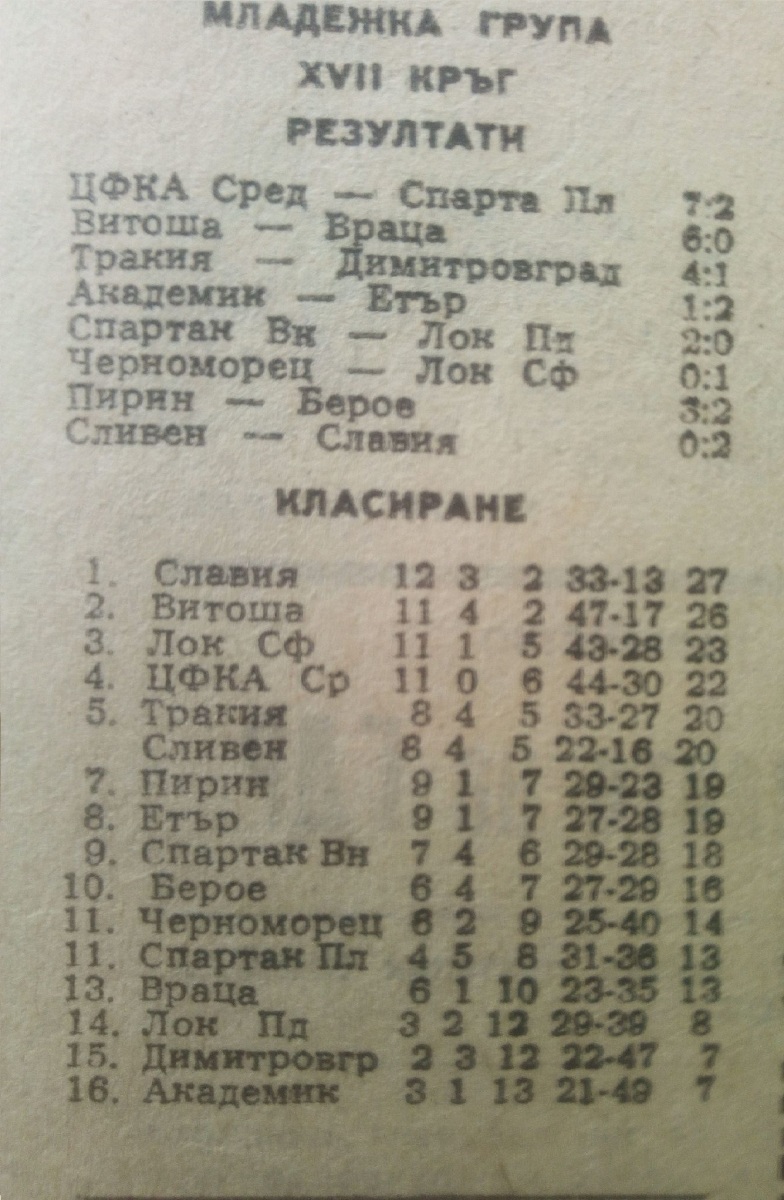 МЛАДЕЖКА ГРУПА
XVII КРЪГ
РЕЗУЛТАТИ
ЦФКА Сред — Спарта Пл 7:2
Витоша — Враца 6:0
Тракия — Димитровград 4:1
Академик — Етър 1:2
Спартак Вн — Лок Пд 2:0
Черноморец — Лок Сф 0:1
Пирин — Берое 3:2
Сливен — Славия 0:2
КЛАСИРАНЕ
1. Славия 12 3 2 33-13 27
2. Витоша 11 4 2 47-17 26
3. Лок Сф 11 1 5 43-28 23
4. ЦФКА Ср 11 0 6 44-30 22
5. Тракия 8 4 5 33-27 20
Сливен 8 4 5 22-16 20
7. Пирин 9 1 7 29-23 19
8. Етър 9 1 7 27-28 19
9. Спартак Вн 7 4 6 29-28 18
10. Берое 6 4 7 27-29 16
11. Черноморец 6 2 9 25-40 14
11. Спартак Пл 4 5 8 31-36 13
13. Враца 6 1 10 23-35 13
14. Лок Пд 3 2 12 29-39 8
15. Димитровгр 2 3 12 22-47 7
16. Академик 3 1 13 21-49 7